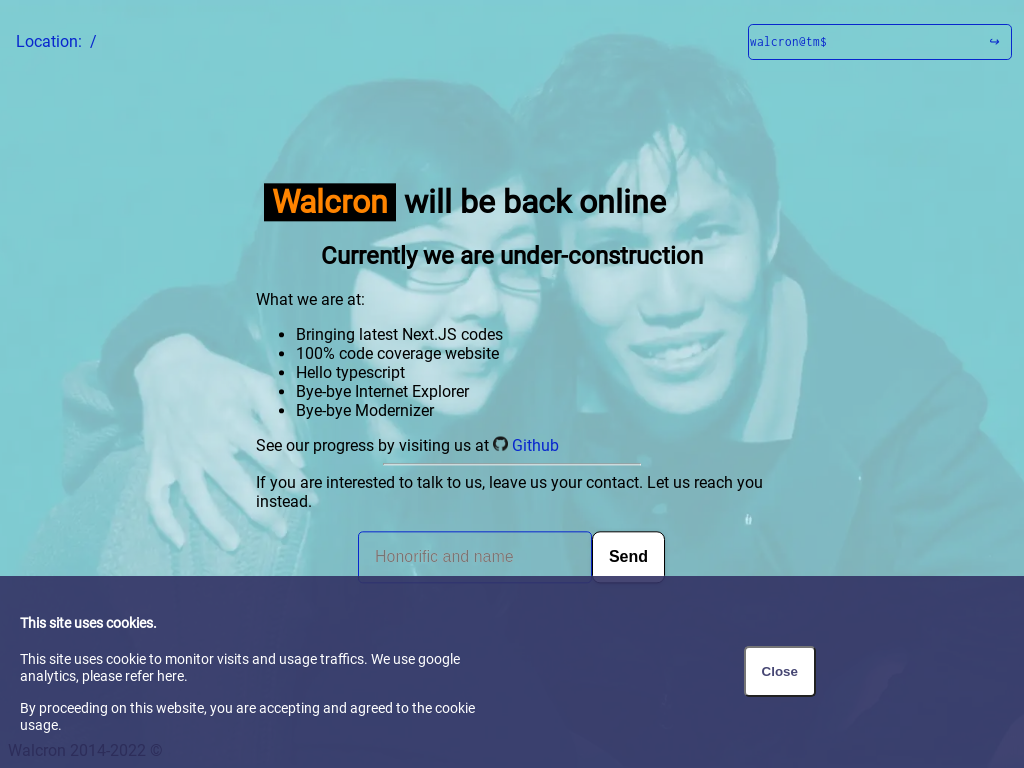 Location: /
walcron@tm$ ↪
Walcron will be back online
Currently we are under-construction
What we are at:
• Bringing latest Next.JS codes
• 100% code coverage website
• Hello typescript
• Bye-bye Internet Explorer
• Bye-bye Modernizer
See our progress by visiting us at Github
If you are interested to talk to us, leave us your contact. Let us reach you
instead.
Honorific and name
Send
This site uses cookies.
This site uses cookie to monitor visits and usage traffics. We use google
analytics, please refer here.
By proceeding on this website, you are accepting and agreed to the cookie
usage.
Close
Walcron 2014-2022 ©